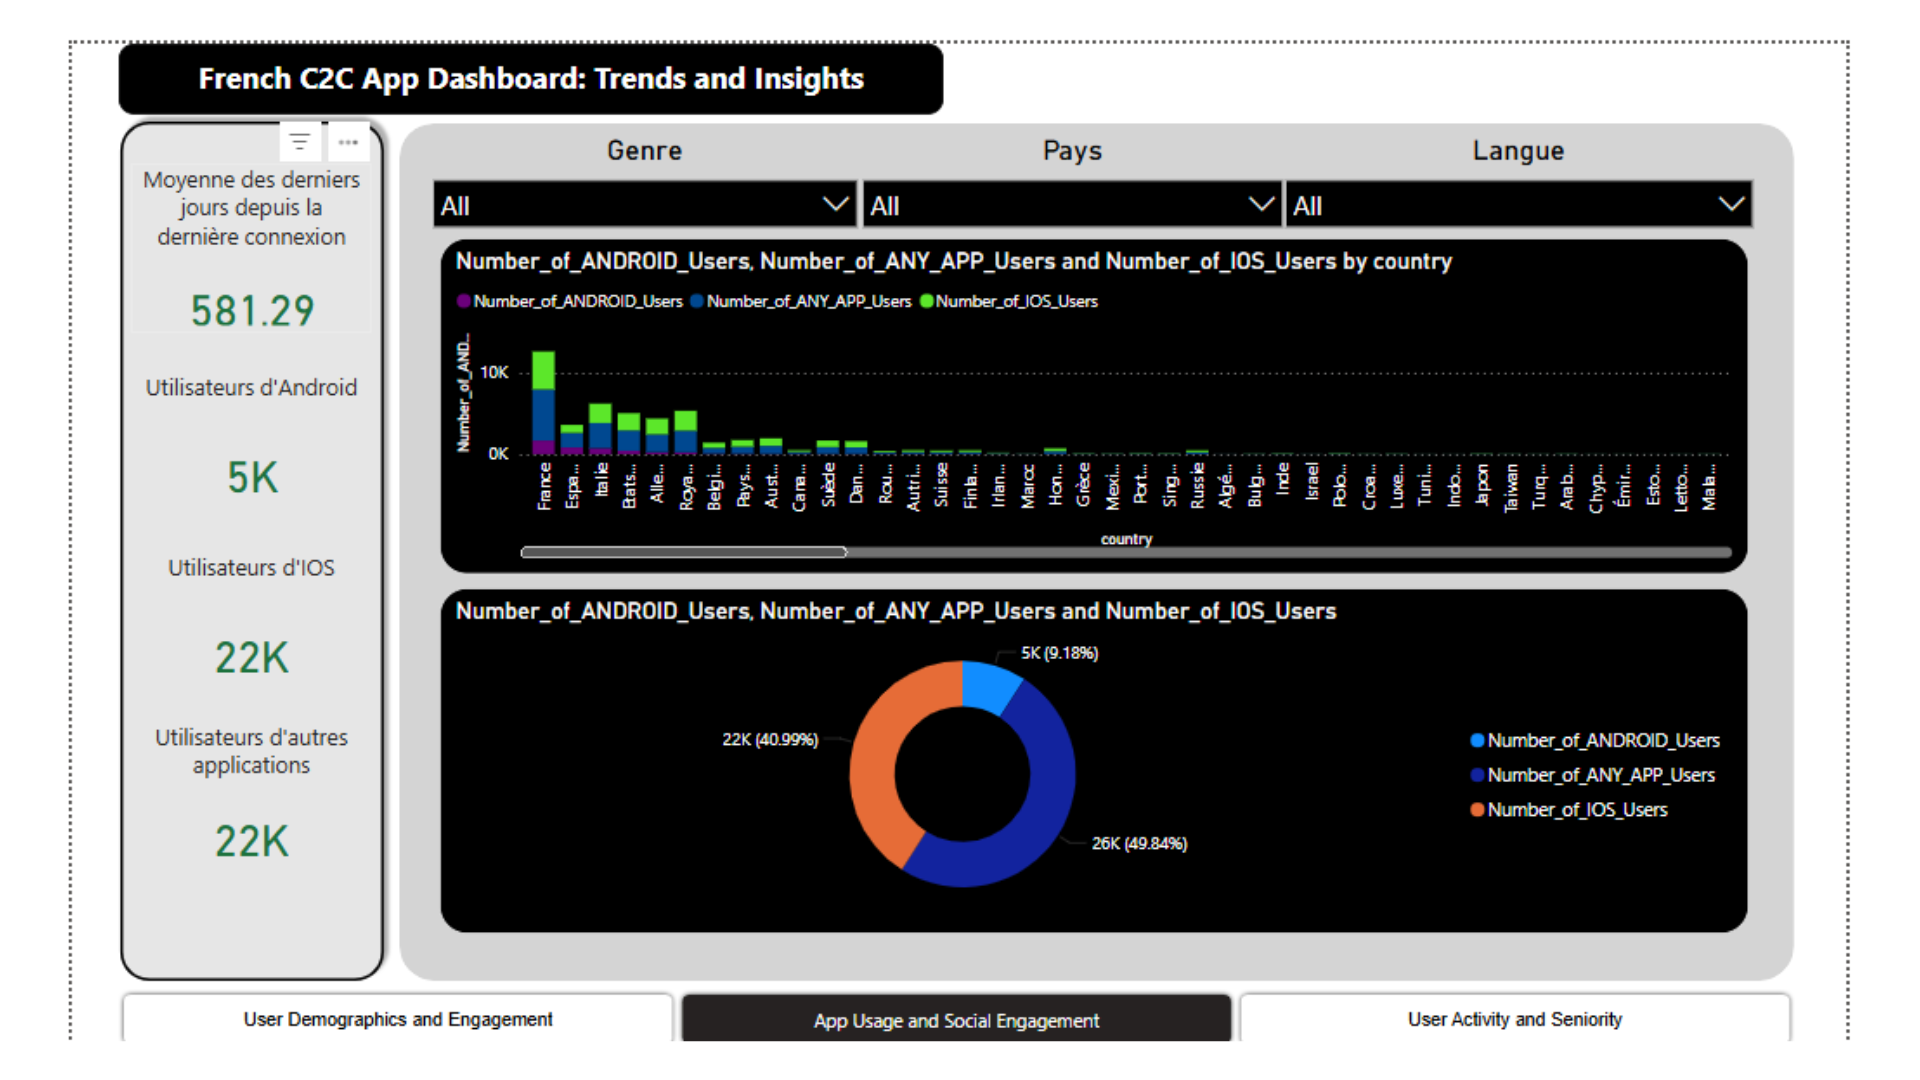 French C2C App Dashboard: Trends and Insights
Moyenne des derniers
jours depuis la
dernière connexion
581.29
Utilisateurs d'Android
5K
Utilisateurs d'IOS
22K
Utilisateurs d'autres
applications
22K
Genre
Pays
Langue
All
All
All
Number_of_ANDROID_Users, Number_of_ANY_APP_Users and Number_of_IOS_Users by country
Number_of_ANDROID_Users
Number_of_ANY_APP_Users
Number_of_IOS_Users
Number_of_AND...
10K
0K
France
Espa...
Italie
Etats...
Alle...
Roya...
Belgi...
Pays...
Aust...
Cana...
Suède
Dan...
Rou...
Autri...
Suisse
Finla...
Irlan...
Maroc
Hon...
Grèce
Mexi...
Port...
Sing...
Russie
Algé...
Bulg...
Inde
Israel
Polo...
Croa...
Luxe...
Tuni...
Indo...
Japon
Taiwan
Turq...
Arab...
Chyp...
Émir...
Esto...
Letto...
Mala...
country
Number_of_ANDROID_Users, Number_of_ANY_APP_Users and Number_of_IOS_Users
5K (9.18%)
22K (40.99%)
26K (49.84%)
Number_of_ANDROID_Users
Number_of_ANY_APP_Users
Number_of_IOS_Users
User Demographics and Engagement
App Usage and Social Engagement
User Activity and Seniority